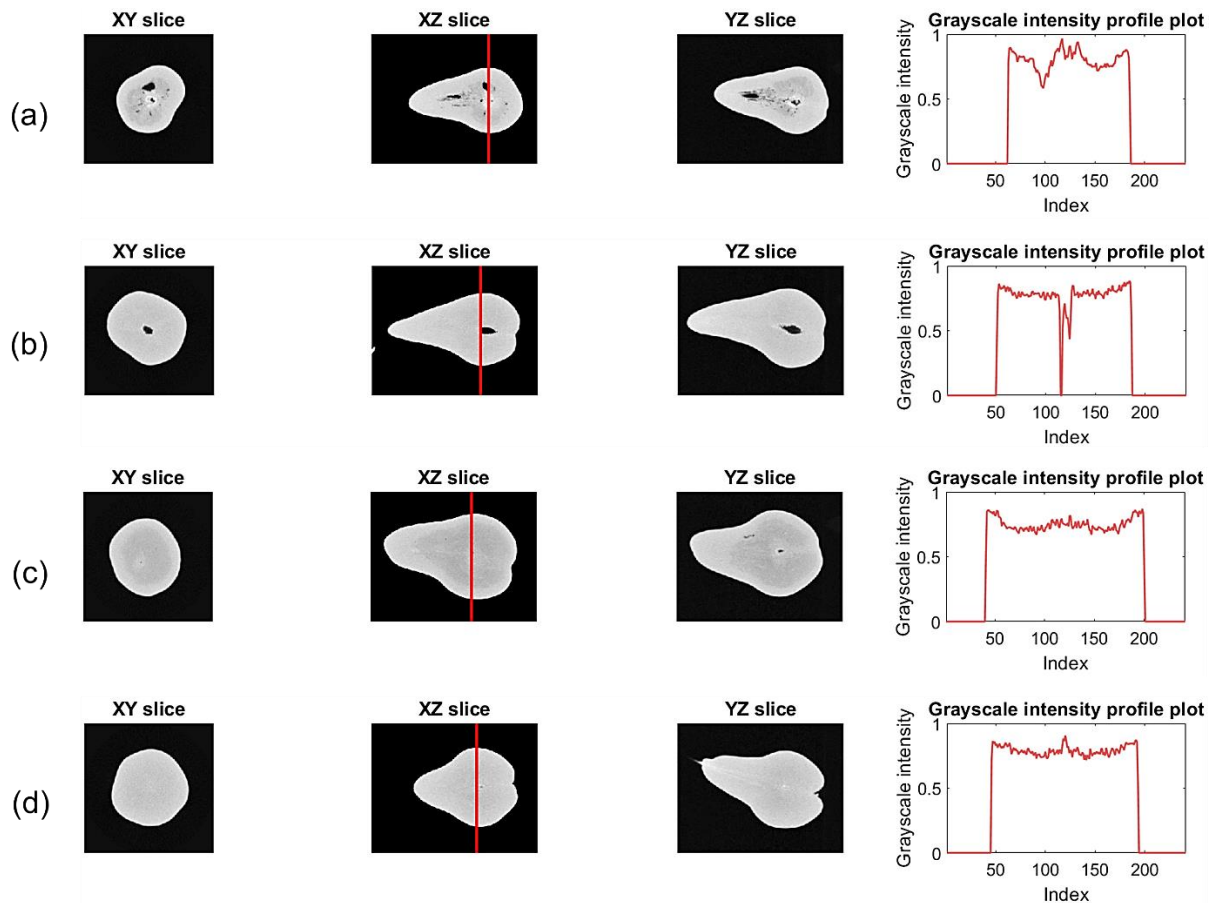 XY slice XZ slice YZ slice Grayscale intensity profile plot
(a)
Grayscale intensity
1
0.5
0
50 100 150 200
Index
XY slice XZ slice YZ slice Grayscale intensity profile plot
(b)
Grayscale intensity
1
0.5
0
50 100 150 200
Index
XY slice XZ slice YZ slice Grayscale intensity profile plot
(c)
Grayscale intensity
1
0.5
0
50 100 150 200
Index
XY slice XZ slice YZ slice Grayscale intensity profile plot
(d)
Grayscale intensity
1
0.5
0
50 100 150 200
Index